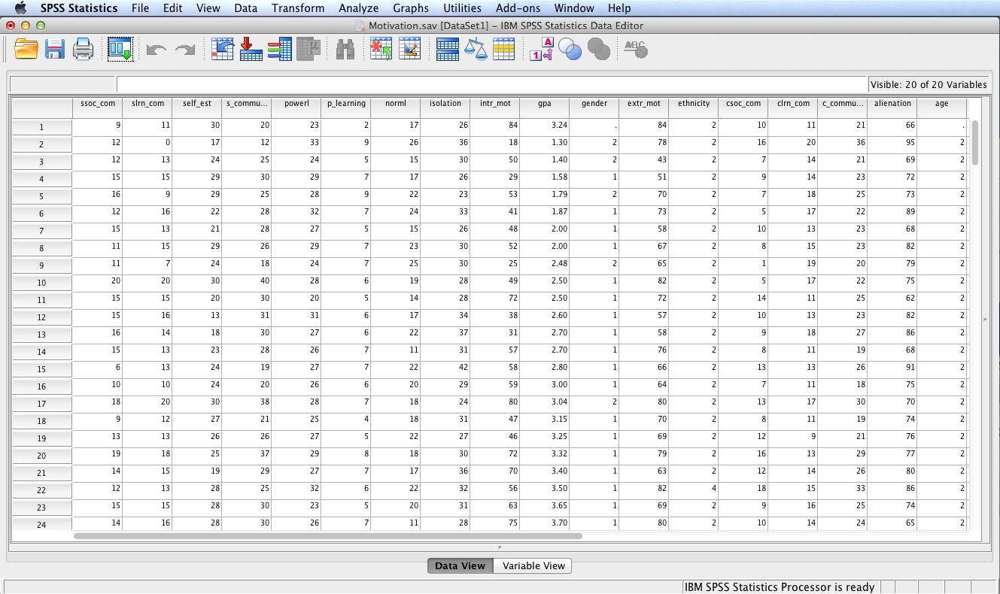 SPSS Statistics File Edit View Data Transform Analyze Graphs Utilities Add-ons Window Help
Motivation.sav [DataSet1] – IBM SPSS Statistics Data Editor
Visible: 20 of 20 Variables
ssoc_com slrn_com self_est s_commu... powerl p_learning norml isolation intr_mot gpa gender extr_mot ethnicity csoc_com clrn_com c_commu... alienation age
1 9 11 30 20 23 2 17 26 84 3.24 . 84 2 10 11 21 66 .
2 12 0 17 12 33 9 26 36 18 1.30 2 78 2 16 20 36 95 2
3 12 13 24 25 24 5 15 30 50 1.40 2 43 2 7 14 21 69 2
4 15 15 29 30 29 7 17 26 29 1.58 1 51 2 9 14 23 72 2
5 16 9 29 25 28 9 22 23 53 1.79 2 70 2 7 18 25 73 2
6 12 16 22 28 32 7 24 33 41 1.87 1 73 2 5 17 22 89 2
7 15 13 21 28 27 5 15 26 48 2.00 1 58 2 10 13 23 68 2
8 11 15 29 26 29 7 23 30 52 2.00 1 67 2 8 15 23 82 2
9 11 7 24 18 24 7 25 30 25 2.48 2 65 2 1 19 20 79 2
10 20 20 30 40 28 6 19 28 49 2.50 1 82 2 5 17 22 75 2
11 15 15 20 30 20 5 14 28 72 2.50 1 72 2 14 11 25 62 2
12 15 16 13 31 31 6 17 34 38 2.60 1 57 2 10 13 23 82 2
13 16 14 18 30 27 6 22 37 31 2.70 1 58 2 9 18 27 86 2
14 15 13 23 28 26 7 11 31 57 2.70 1 76 2 8 11 19 68 2
15 6 13 24 19 27 7 22 42 58 2.80 1 66 2 13 13 26 91 2
16 10 10 24 20 26 6 20 29 59 3.00 1 64 2 7 11 18 75 2
17 18 20 30 38 28 7 18 24 80 3.04 2 80 2 13 17 30 70 2
18 9 12 27 21 25 4 18 31 47 3.15 1 70 2 8 11 19 74 2
19 13 13 26 26 27 5 22 27 46 3.25 1 69 2 12 9 21 76 2
20 19 18 25 37 29 8 18 30 72 3.32 1 79 2 16 13 29 77 2
21 14 15 19 29 27 7 17 36 70 3.40 1 63 2 12 14 26 80 2
22 12 13 28 25 32 6 22 32 56 3.50 1 82 4 18 15 33 86 2
23 15 15 28 30 23 5 20 31 63 3.65 1 69 2 9 16 25 74 2
24 14 16 28 30 26 7 11 28 75 3.70 1 80 2 10 14 24 65 2
Data View Variable View
IBM SPSS Statistics Processor is ready